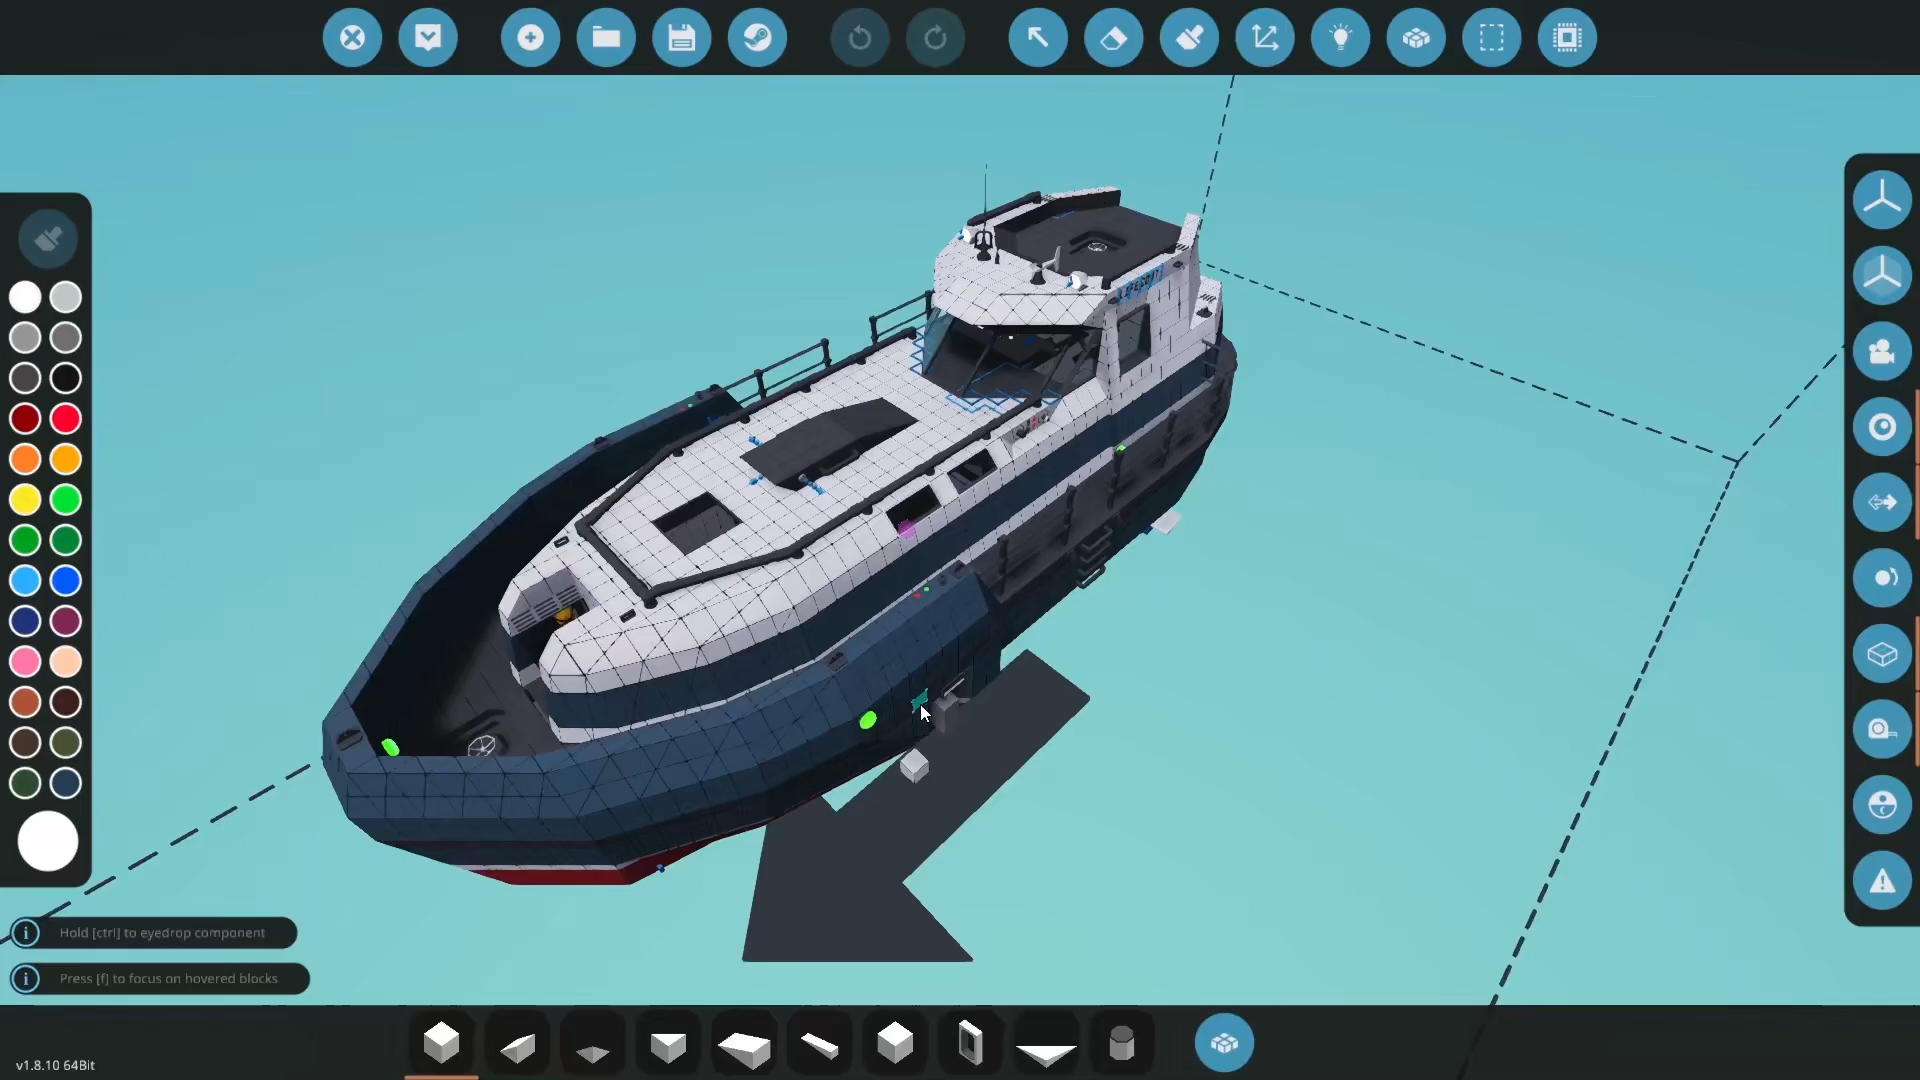 Hold [ctrl] to eyedrop component
Press [f] to focus on hovered blocks
v1.8.10 64Bit